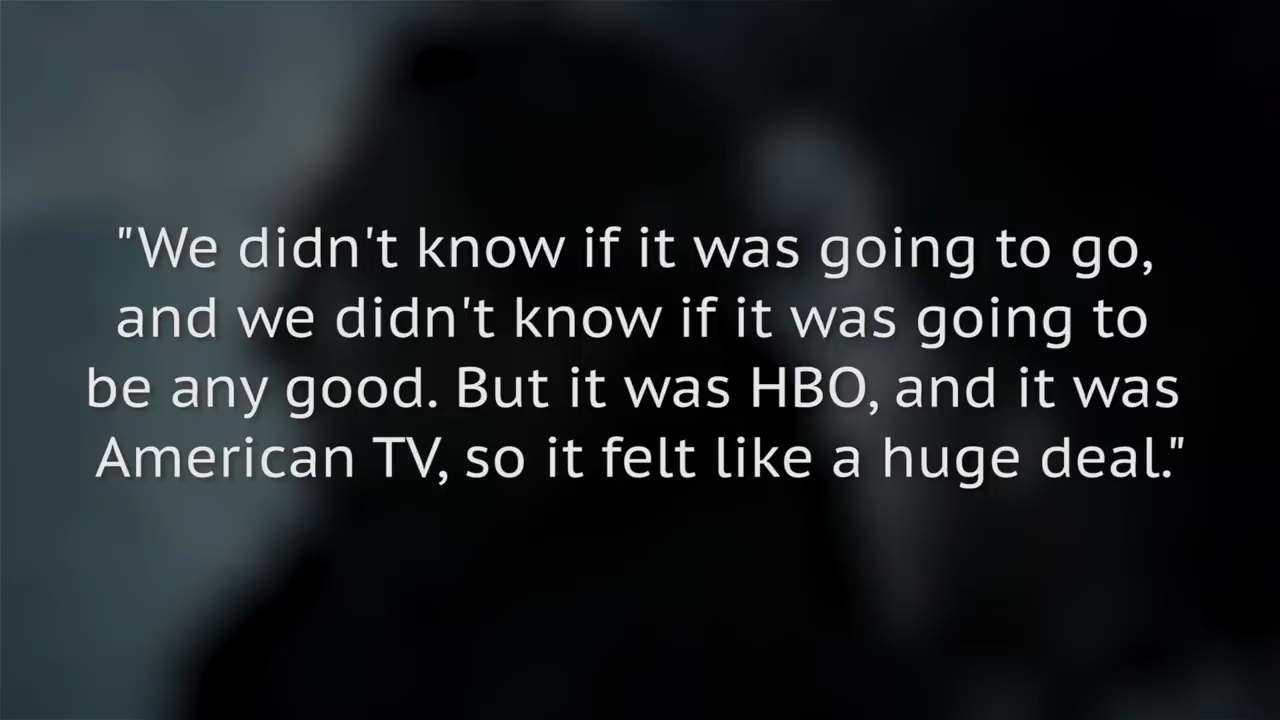 "We didn't know if it was going to go,
and we didn't know if it was going to
be any good. But it was HBO, and it was
American TV, so it felt like a huge deal."